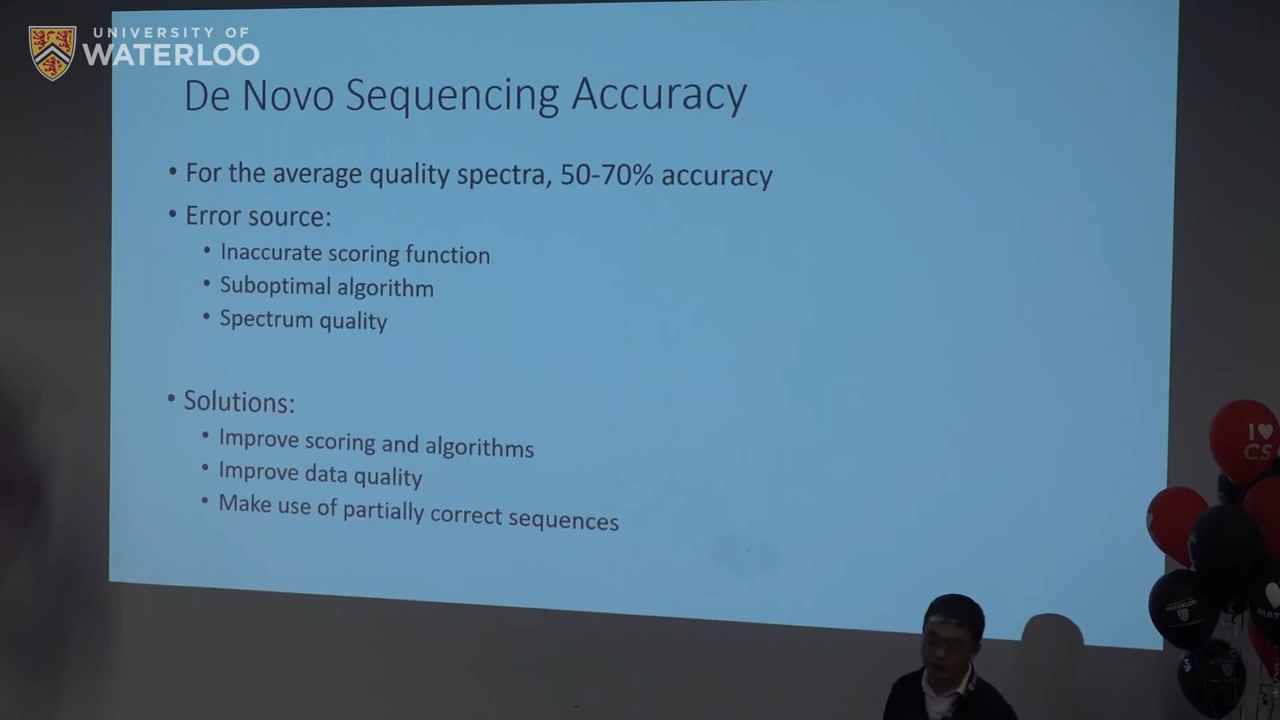 UNIVERSITY OF
WATERLOO
De Novo Sequencing Accuracy
• For the average quality spectra, 50-70% accuracy
• Error source:
• Inaccurate scoring function
• Suboptimal algorithm
• Spectrum quality
• Solutions:
• Improve scoring and algorithms
• Improve data quality
• Make use of partially correct sequences
I♥
CS
WATERLOO